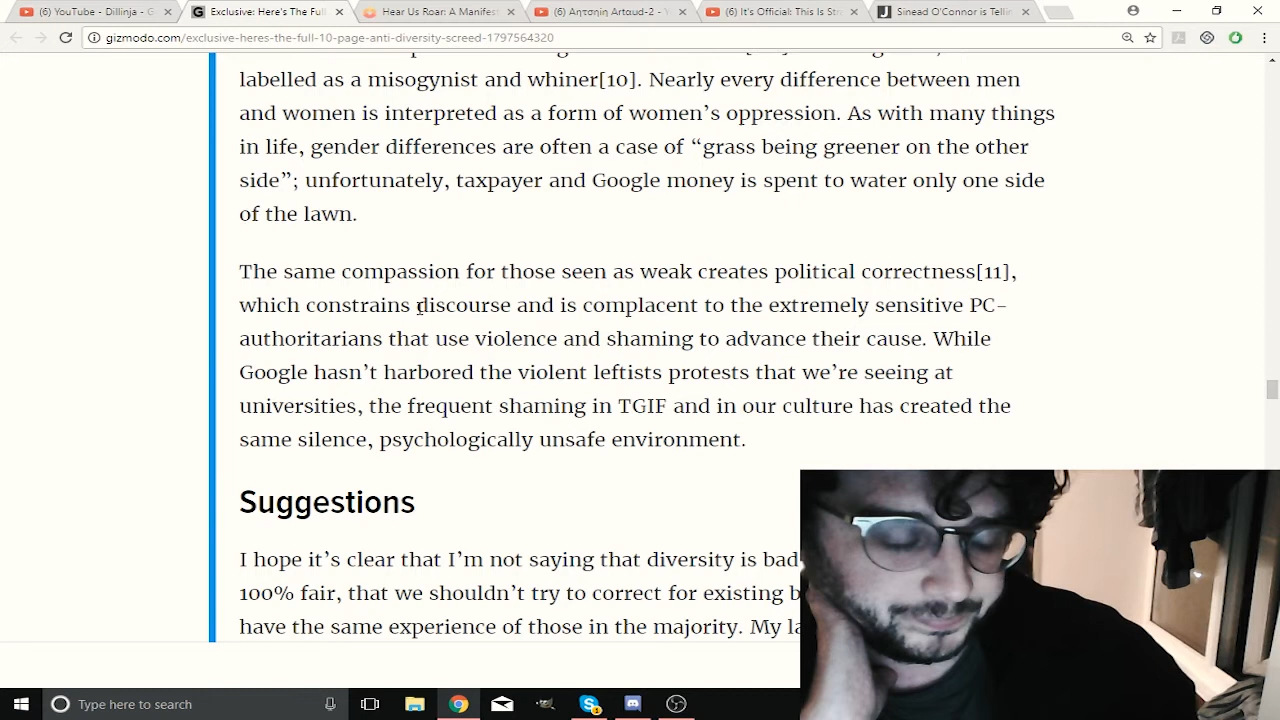 (6) YouTube - Dillinja - G
Exclusive: Here's The Full
Hear Us Roar: A Manifest
(6) It's Official: This Is Str
Sinead O'Connor is Tellin
gizmodo.com/exclusive-heres-the-full-10-page-anti-diversity-screed-1797564320
labelled as a misogynist and whiner[10]. Nearly every difference between men
and women is interpreted as a form of women’s oppression. As with many things
in life, gender differences are often a case of “grass being greener on the other
side”; unfortunately, taxpayer and Google money is spent to water only one side
of the lawn.
The same compassion for those seen as weak creates political correctness[11],
which constrains discourse and is complacent to the extremely sensitive PC-
authoritarians that use violence and shaming to advance their cause. While
Google hasn’t harbored the violent leftists protests that we’re seeing at
universities, the frequent shaming in TGIF and in our culture has created the
same silence, psychologically unsafe environment.
Suggestions
I hope it’s clear that I’m not saying that diversity is bad
100% fair, that we shouldn’t try to correct for existing b
have the same experience of those in the majority. My la
Type here to search